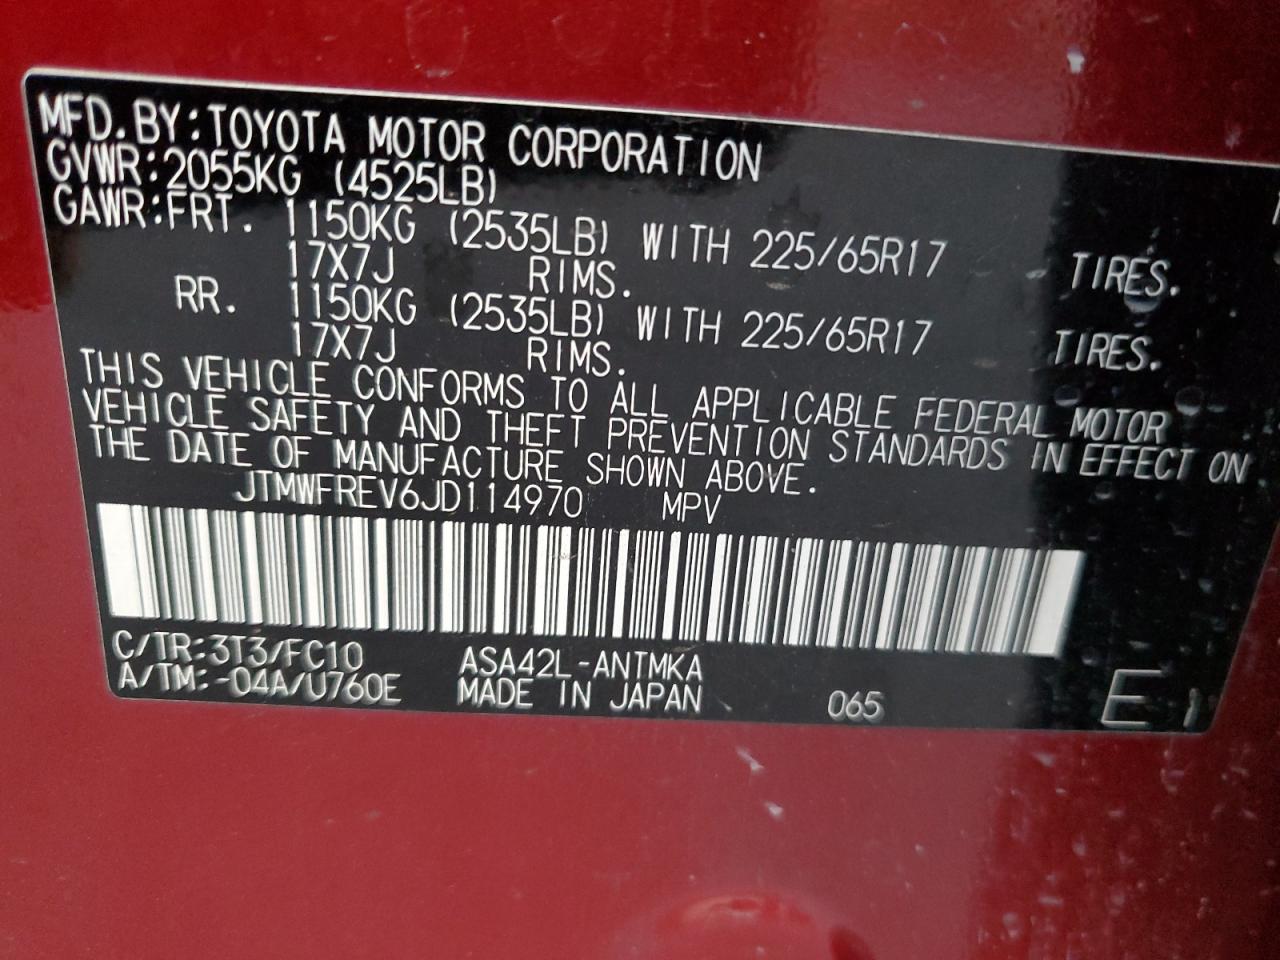 MFD.BY:TOYOTA MOTOR CORPORATION
GVWR:2055KG (4525LB)
GAWR:FRT. 1150KG (2535LB) WITH 225/65R17 TIRES.
17X7J RIMS.
RR. 1150KG (2535LB) WITH 225/65R17 TIRES.
17X7J RIMS.
THIS VEHICLE CONFORMS TO ALL APPLICABLE FEDERAL MOTOR
VEHICLE SAFETY AND THEFT PREVENTION STANDARDS IN EFFECT ON
THE DATE OF MANUFACTURE SHOWN ABOVE.
JTMWFREV6JD114970 MPV
C/TR:3T3/FC10 ASA42L-ANTMKA
A/TM:-04A/U760E MADE IN JAPAN 065 E